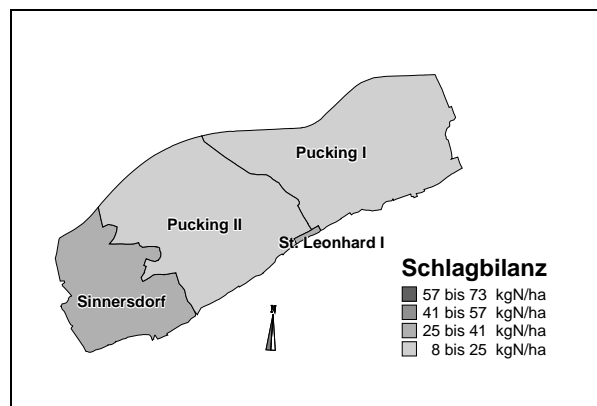 Pucking I
Pucking II
St. Leonhard I
Sinnersdorf
Schlagbilanz
57 bis 73 kgN/ha
41 bis 57 kgN/ha
25 bis 41 kgN/ha
8 bis 25 kgN/ha
N